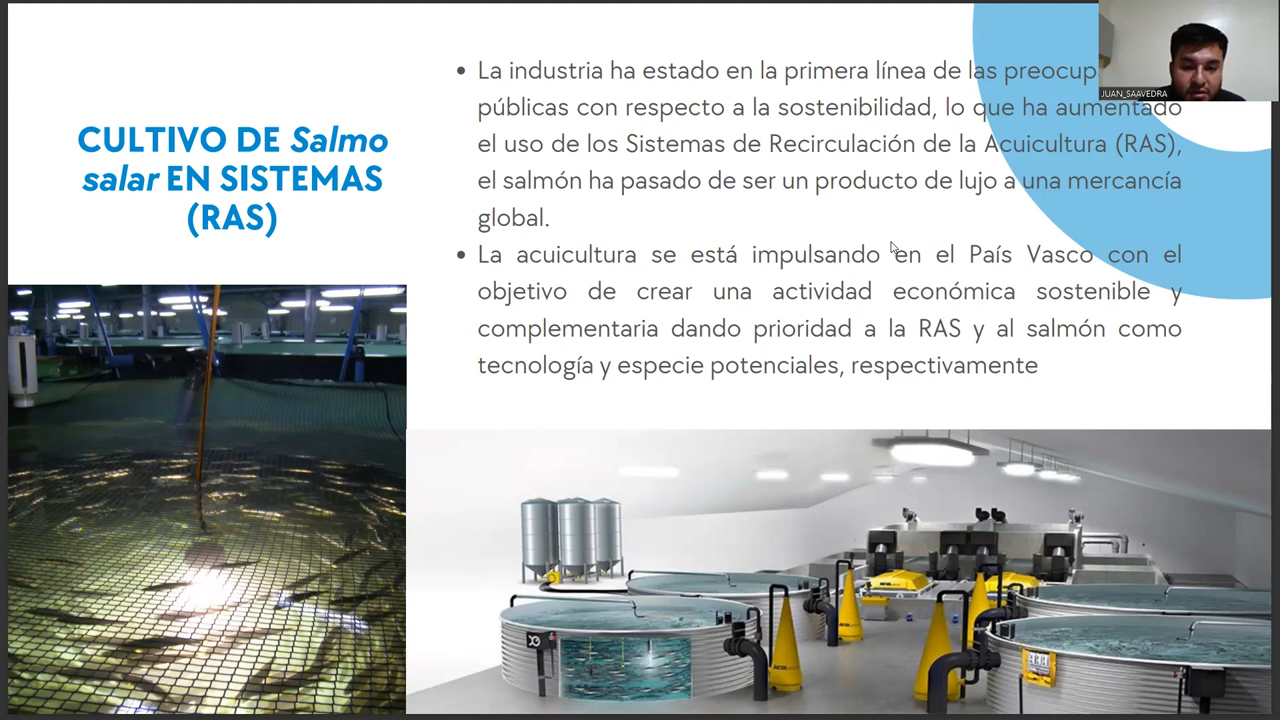 CULTIVO DE Salmo
salar EN SISTEMAS
(RAS)
• La industria ha estado en la primera línea de las preocup
públicas con respecto a la sostenibilidad, lo que ha aumentado
el uso de los Sistemas de Recirculación de la Acuicultura (RAS),
el salmón ha pasado de ser un producto de lujo a una mercancía
global.
• La acuicultura se está impulsando en el País Vasco con el
objetivo de crear una actividad económica sostenible y
complementaria dando prioridad a la RAS y al salmón como
tecnología y especie potenciales, respectivamente
JUAN_SAAVEDRA